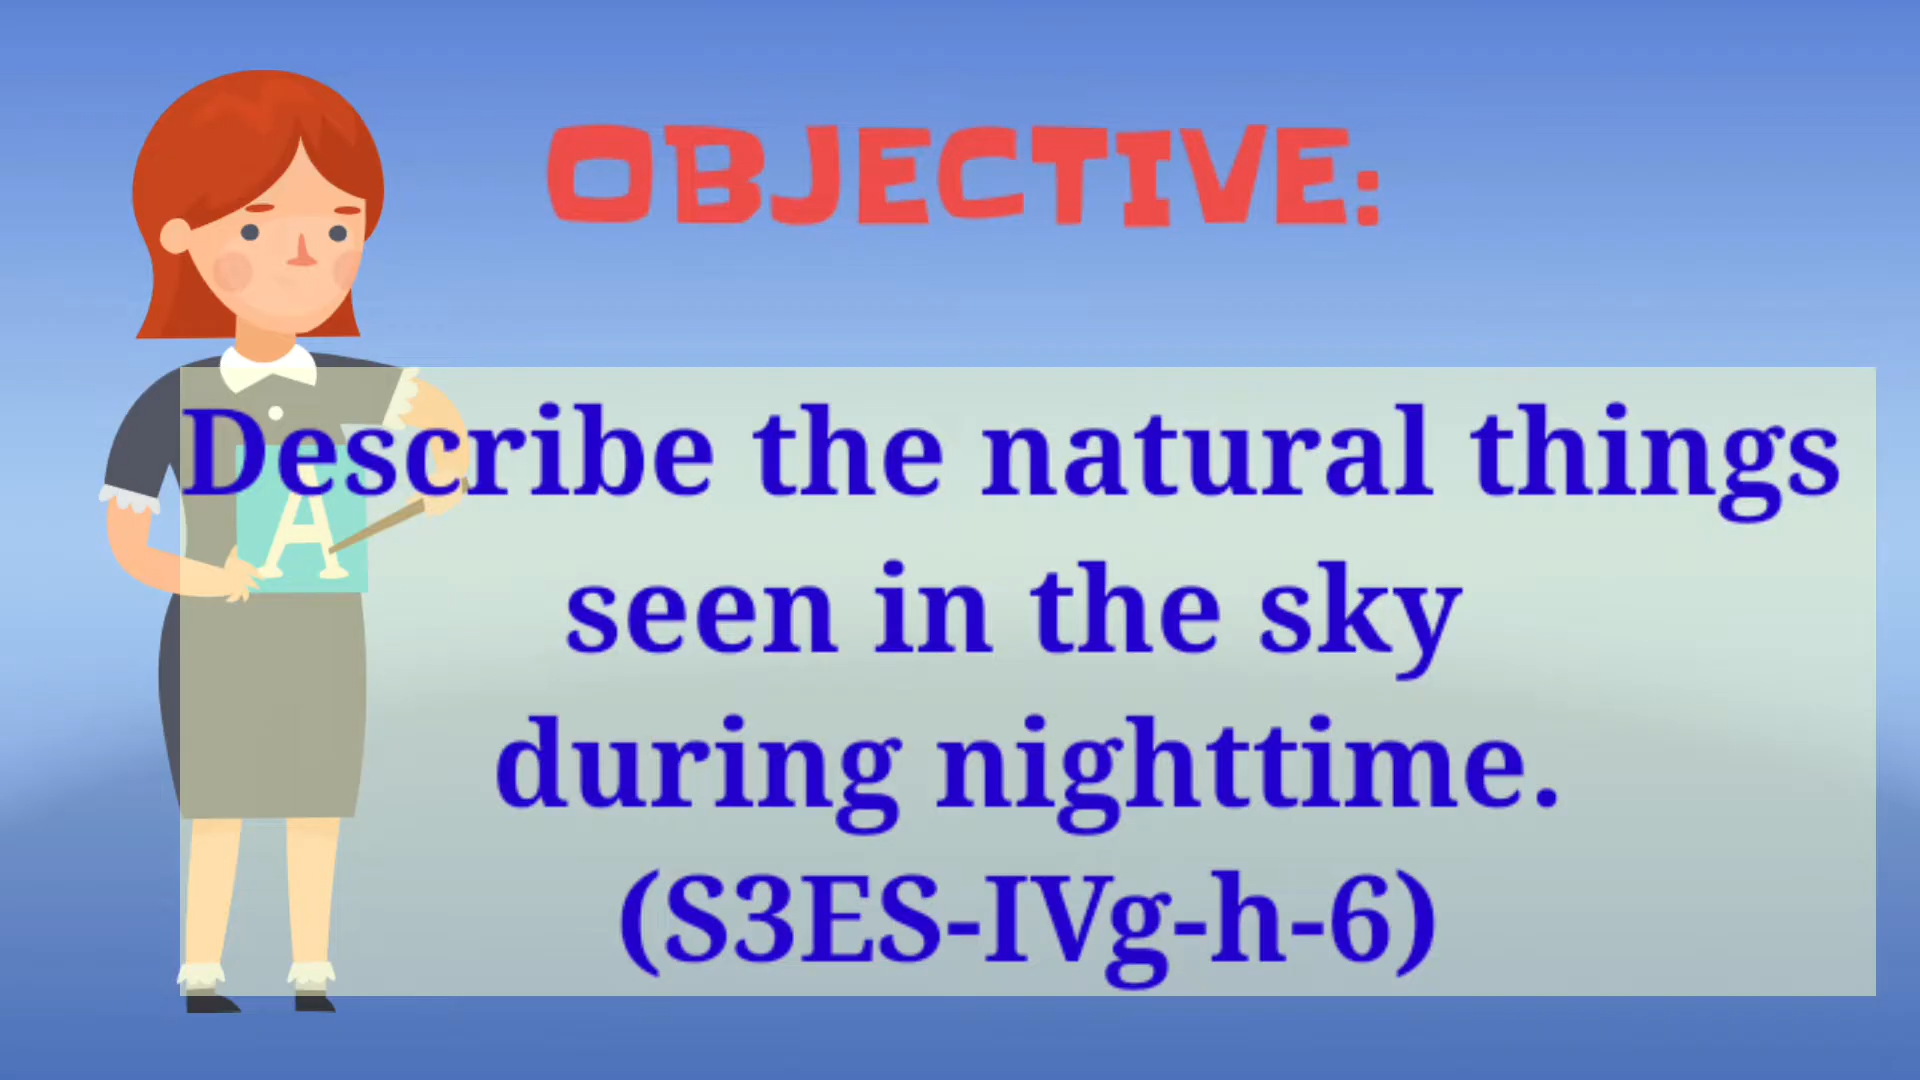 OBJECTIVE:
Describe the natural things
seen in the sky
during nighttime.
(S3ES-IVg-h-6)
A